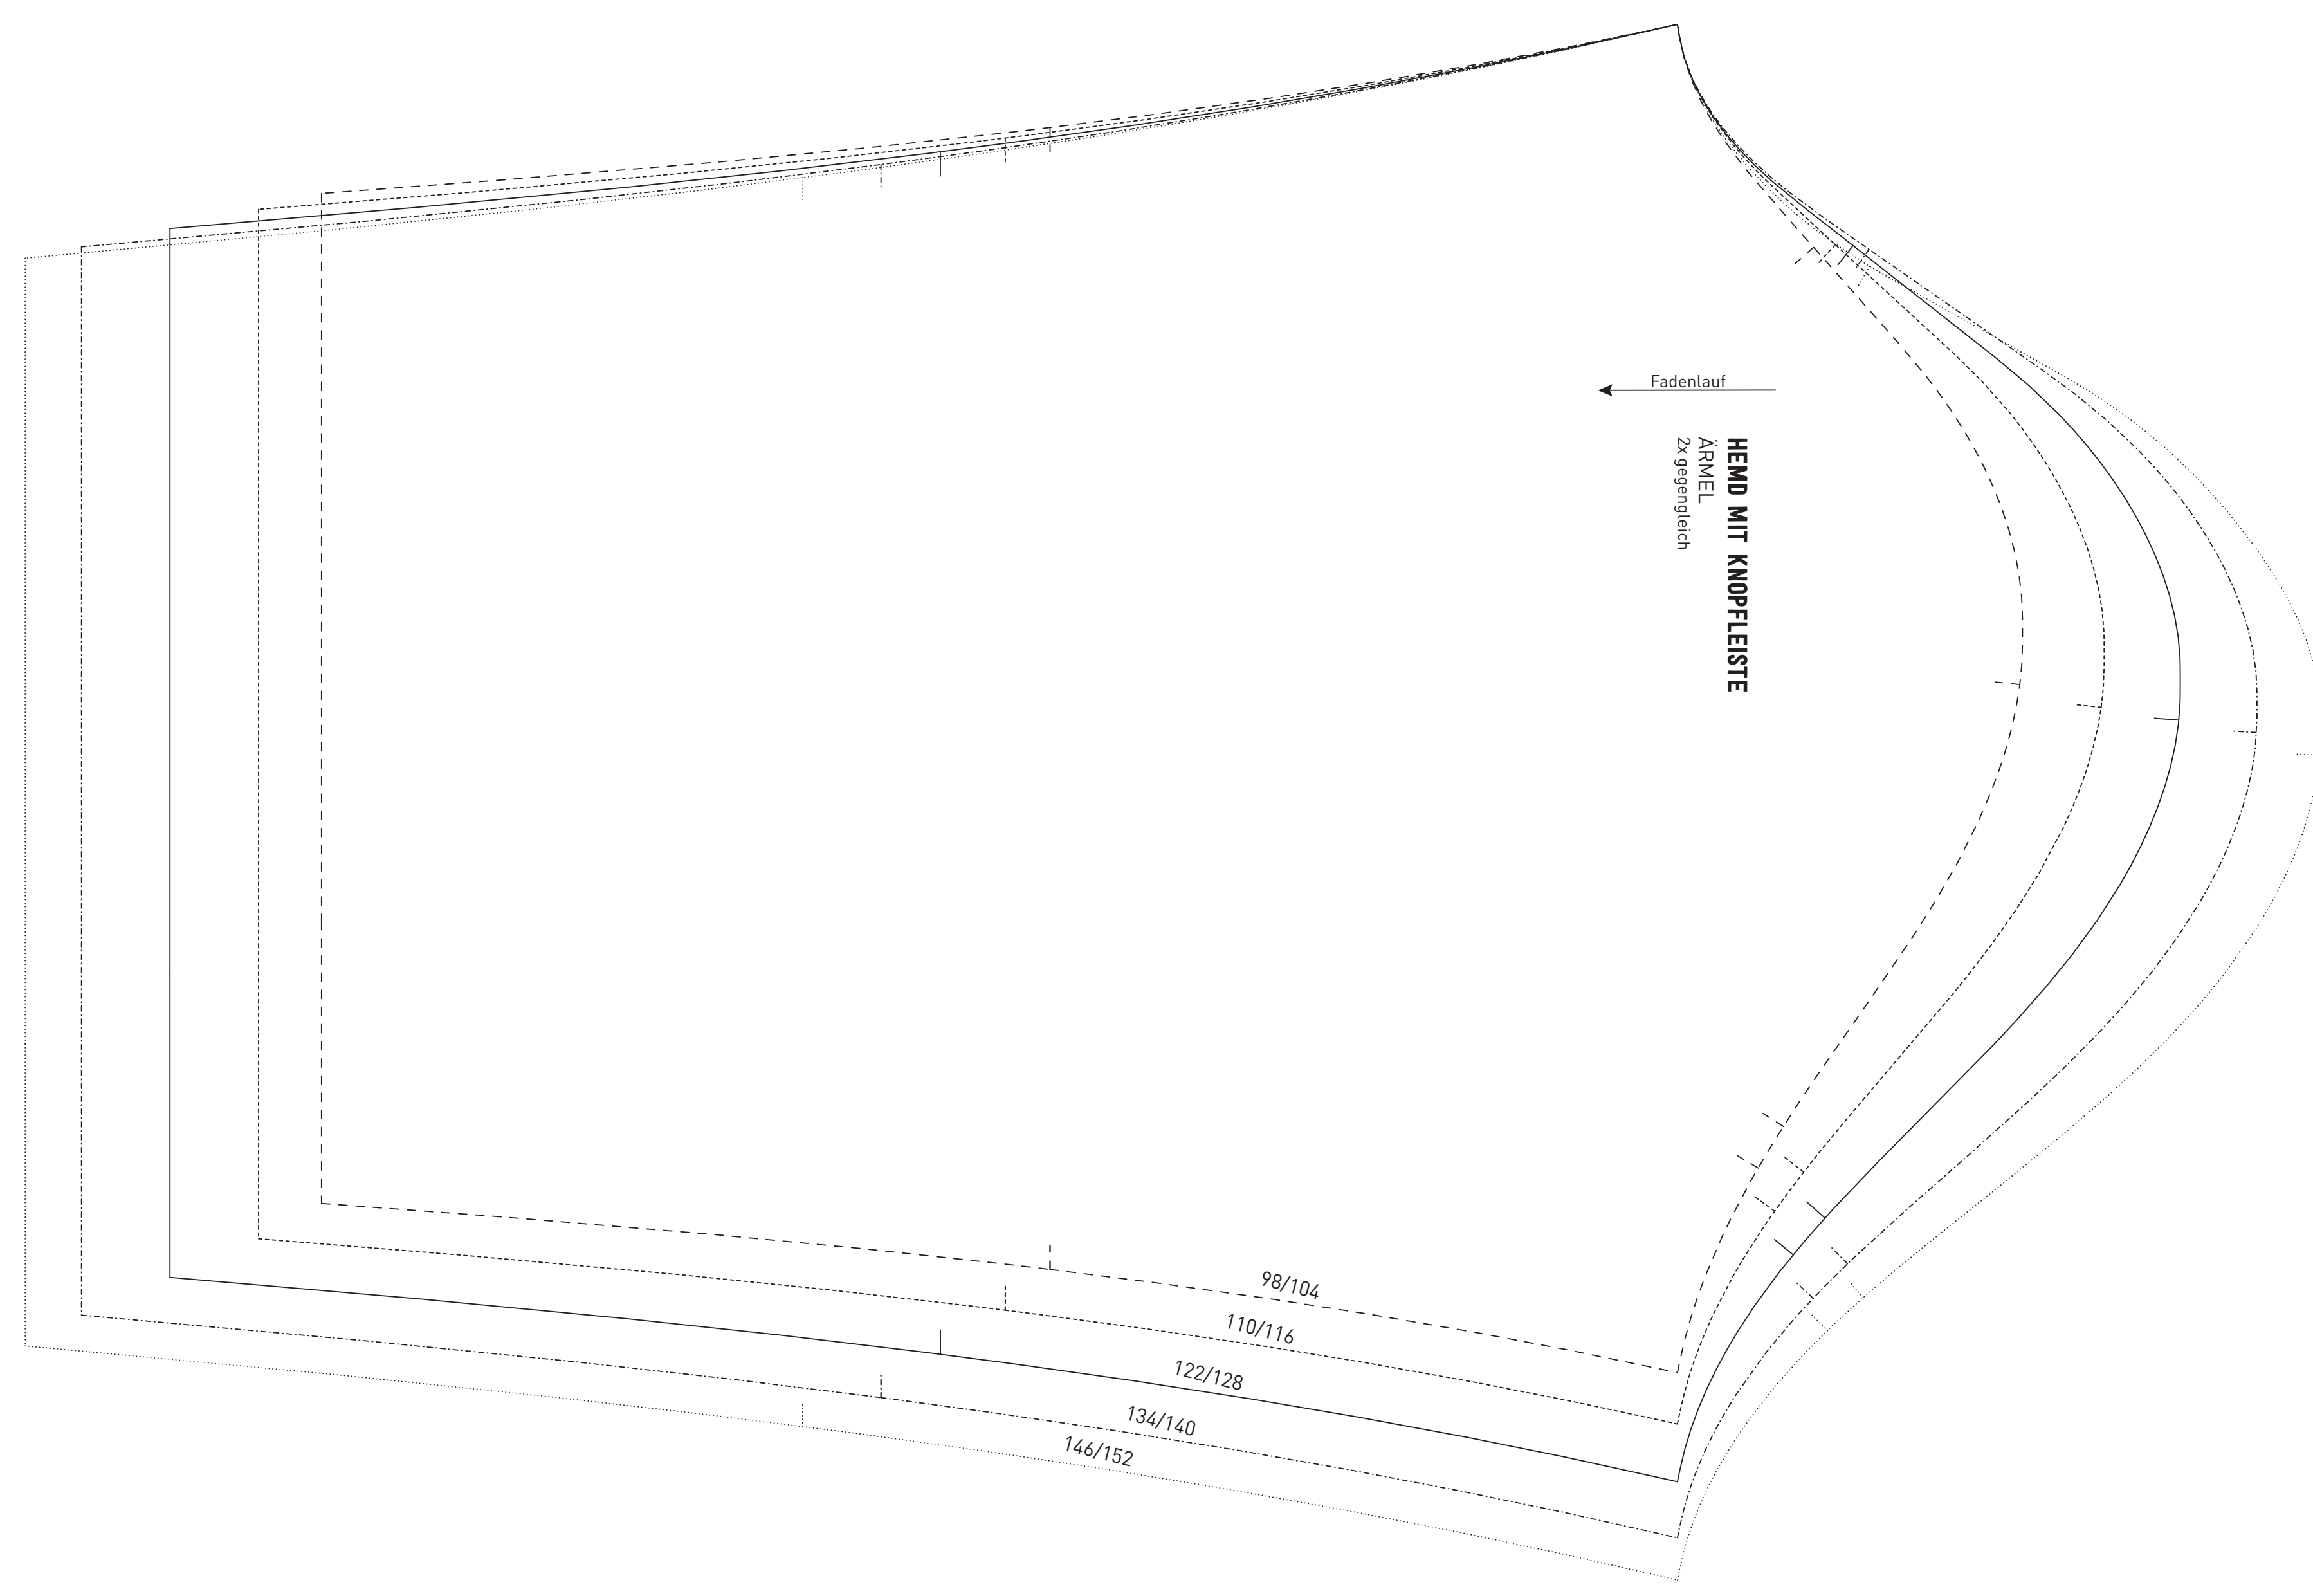 Fadenlauf
HEMD MIT KNOPFLEISTE
ÄRMEL
2x gegengleich
98/104
110/116
122/128
134/140
146/152